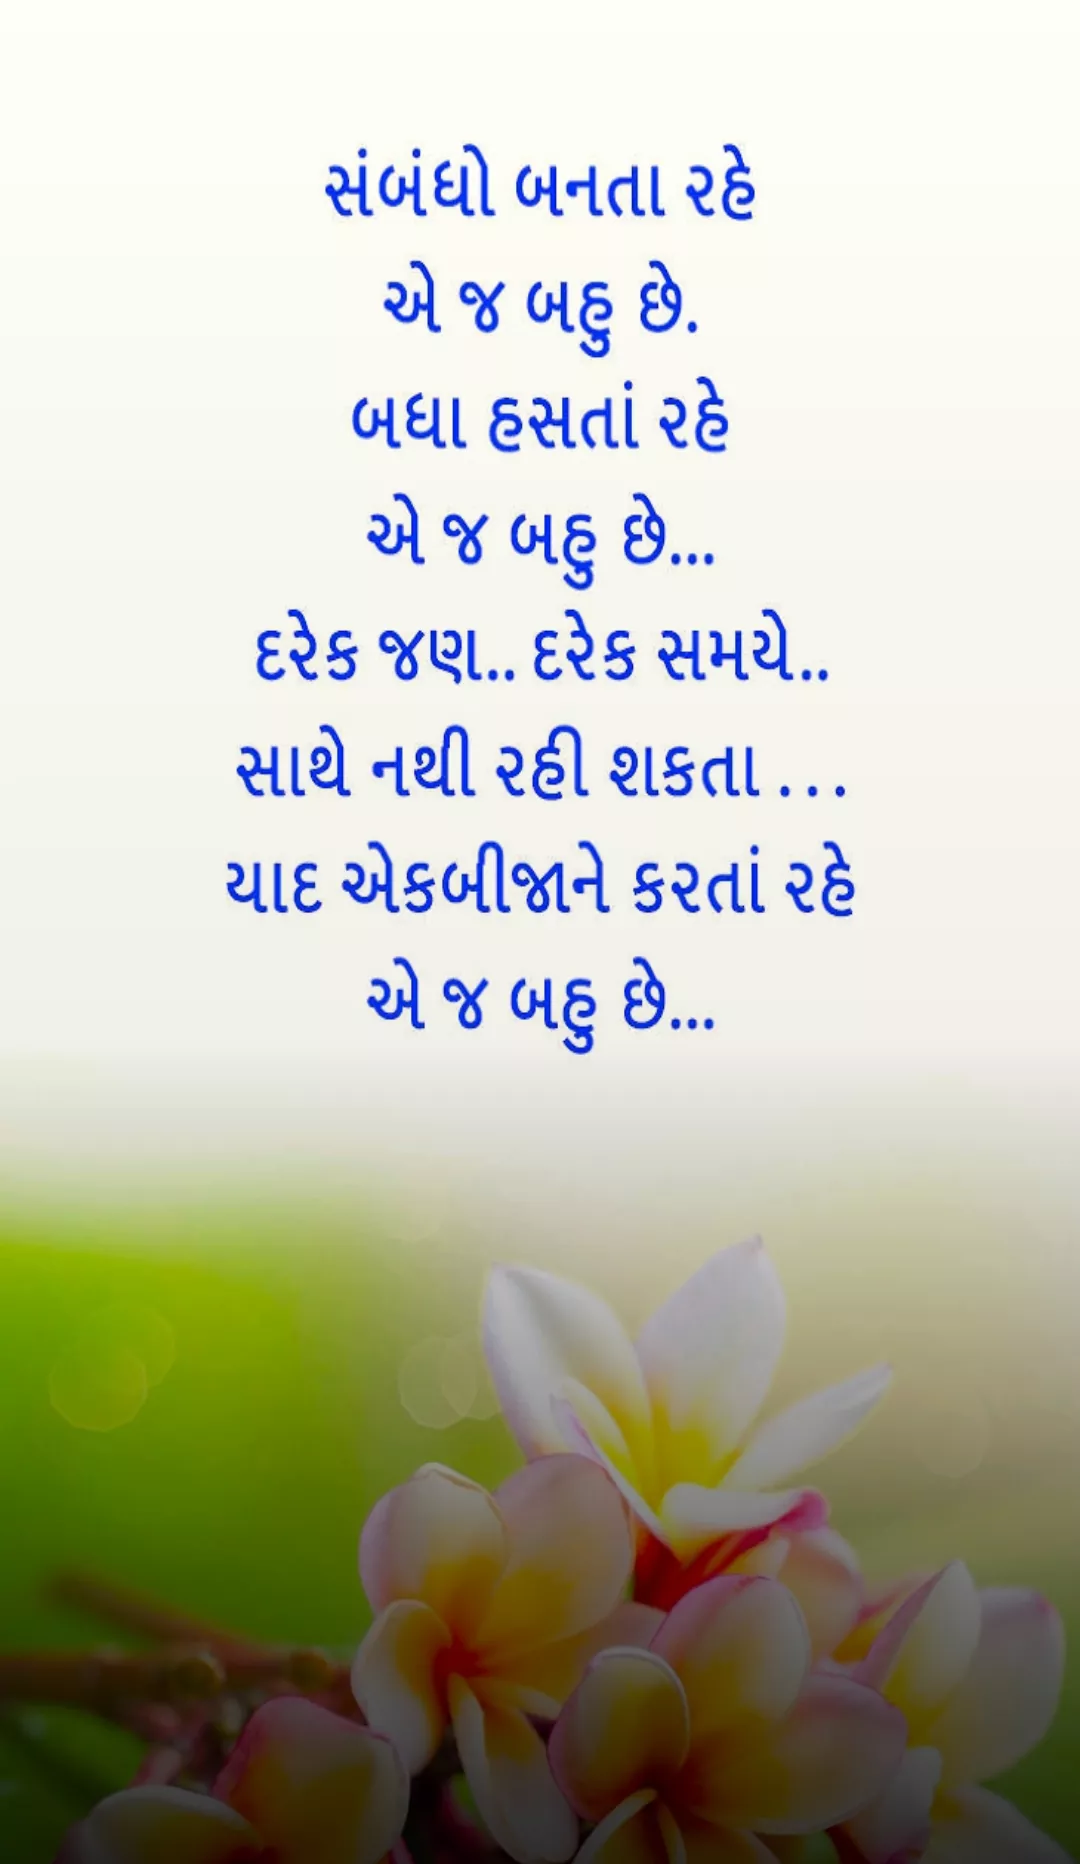 સંબંધો બનતા રહે
એ જ બહુ છે.
બધા હસતાં રહે
એ જ બહુ છે...
દરેક જણ.. દરેક સમયે..
સાથે નથી રહી શકતા ...
યાદ એકબીજાને કરતાં રહે
એ જ બહુ છે...